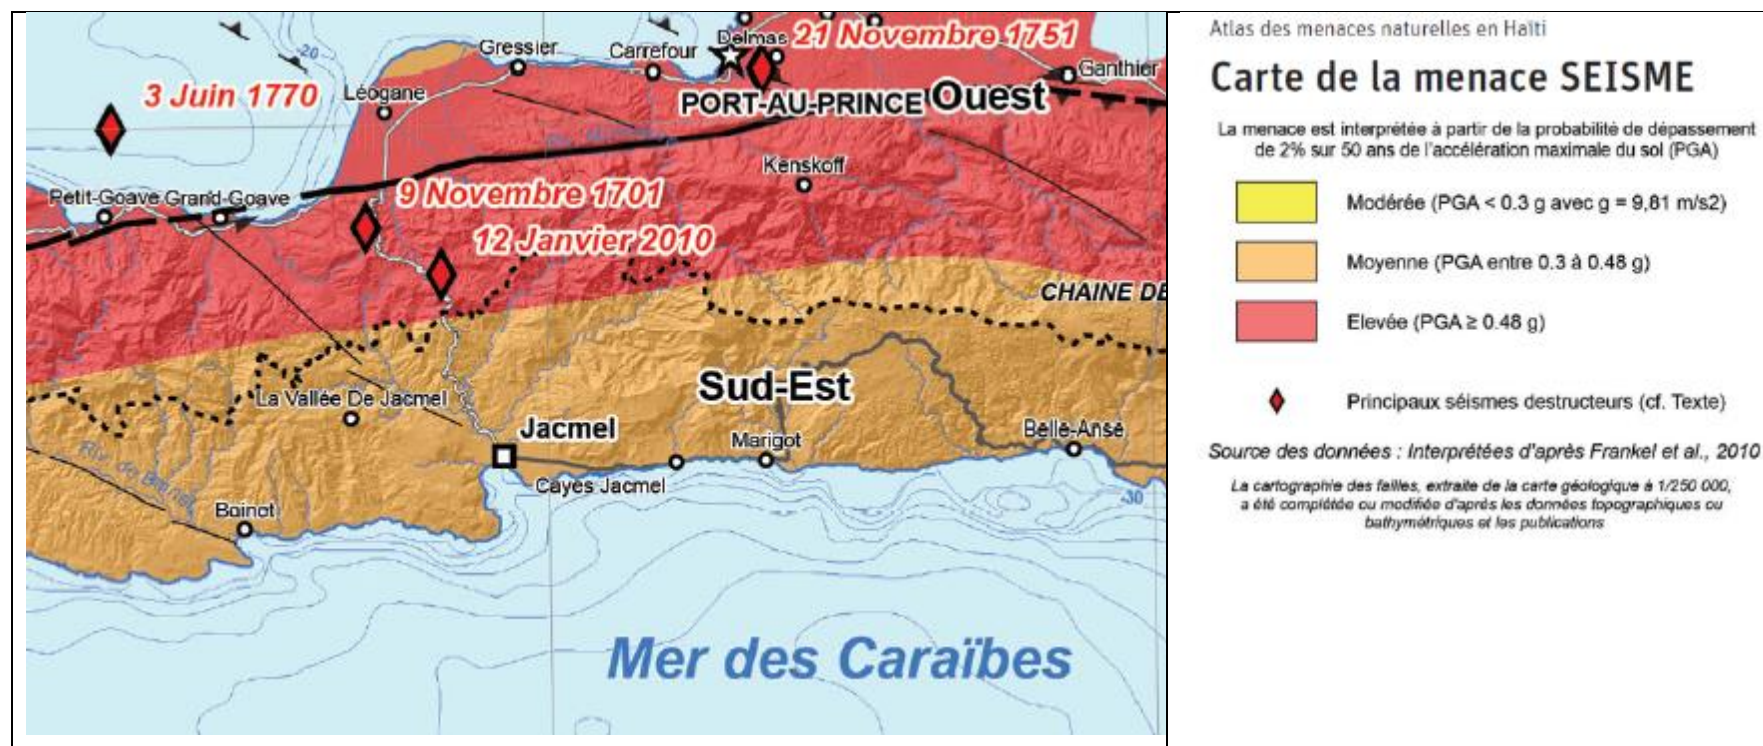 Gressier
Carrefour
Delmas
21 Novembre 1751
Ganthier
-20
3 Juin 1770
Léogane
PORT-AU-PRINCE
Ouest
Kenskoff
Petit-Goave
Grand-Goave
9 Novembre 1701
12 Janvier 2010
CHAINE DE
La Vallée De Jacmel
Sud-Est
Jacmel
Marigot
Belle-Anse
Cayes Jacmel
-30
Bainet
Mer des Caraïbes
Atlas des menaces naturelles en Haïti
Carte de la menace SEISME
La menace est interprétée à partir de la probabilité de dépassement
de 2% sur 50 ans de l'accélération maximale du sol (PGA)
Modérée (PGA < 0.3 g avec g = 9,81 m/s2)
Moyenne (PGA entre 0.3 à 0.48 g)
Elevée (PGA ≥ 0.48 g)
Principaux séismes destructeurs (cf. Texte)
Source des données : Interprétées d'après Frankel et al., 2010
La cartographie des failles, extraite de la carte géologique à 1/250 000,
a été complétée ou modifiée d'après les données topographiques ou
bathymétriques et les publications